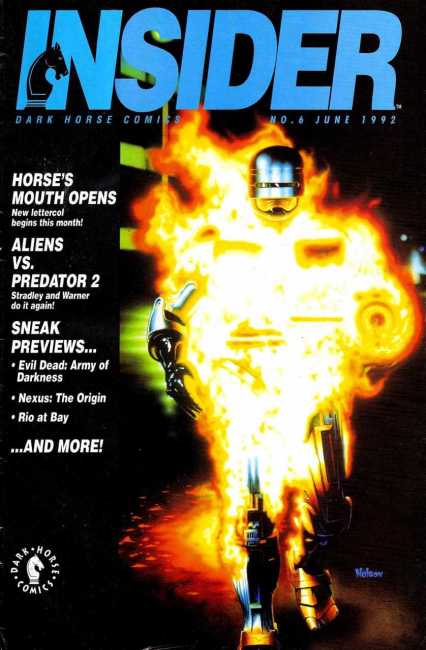 INSIDER
DARK HORSE COMICS NO.6 JUNE 1992
TM
HORSE'S
MOUTH OPENS
New lettercol
begins this month!
ALIENS
VS.
PREDATOR 2
Stradley and Warner
do it again!
SNEAK
PREVIEWS...
• Evil Dead: Army of
Darkness
• Nexus: The Origin
• Rio at Bay
...AND MORE!
DARK • HORSE
COMICS
Nelson